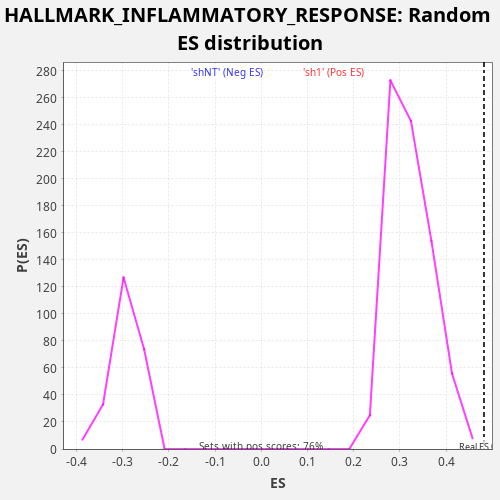 HALLMARK_INFLAMMATORY_RESPONSE: Random
ES distribution
'shNT' (Neg ES) 'sh1' (Pos ES)
280
260
240
220
200
180
160
140
120
100
80
60
40
20
0
P(ES)
Sets with pos scores: 76%
Real ES
-0.4 -0.3 -0.2 -0.1 0.0 0.1 0.2 0.3 0.4
ES